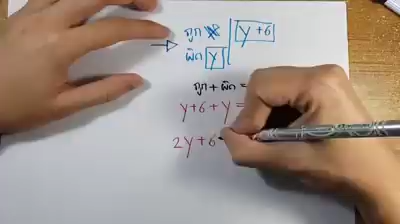 ถูก y+6
ผิด y
ถูก + ผิด =
y+6+y=
2y+6